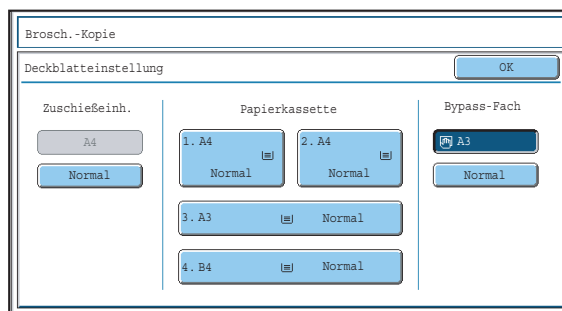 Brosch.-Kopie
Deckblatteinstellung
OK
Zuschießeinh.
A4
Normal
Papierkassette
1. A4
Normal
2. A4
Normal
3. A3 Normal
4. B4 Normal
Bypass-Fach
A3
Normal